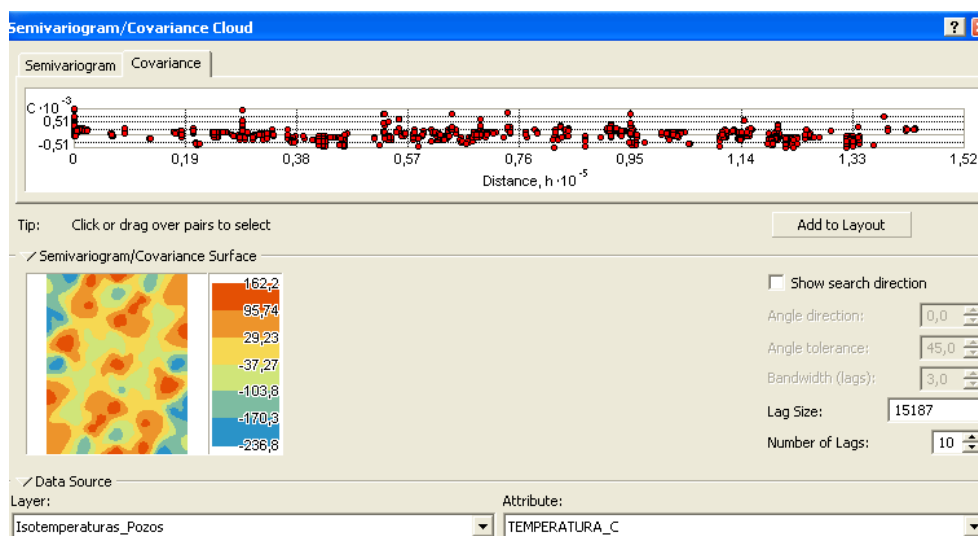 Semivariogram/Covariance Cloud
Semivariogram Covariance
C ·10⁻³
0,51
-0,51
0 0,19 0,38 0,57 0,76 0,95 1,14 1,33 1,52
Distance, h ·10⁻⁵
Tip: Click or drag over pairs to select
Add to Layout
Semivariogram/Covariance Surface
162,2
95,74
29,23
-37,27
-103,8
-170,3
-236,8
Show search direction
Angle direction: 0,0
Angle tolerance: 45,0
Bandwidth (lags): 3,0
Lag Size: 15187
Number of Lags: 10
Data Source
Layer: Attribute:
Isotemperaturas_Pozos TEMPERATURA_C